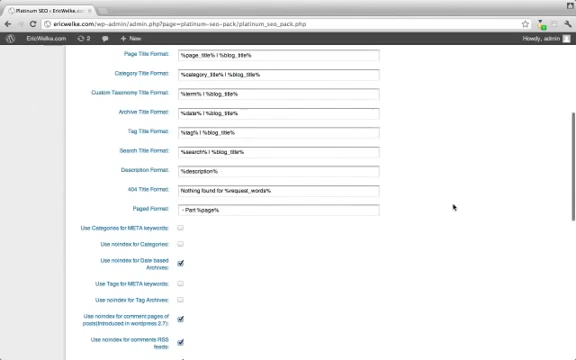 Platinum SEO ‹ EricWelke.com —
ericwelke.com/wp-admin/admin.php?page=platinum-seo-pack/platinum_seo_pack.php
EricWelke.com 2 + New Howdy, admin
Page Title Format: %page_title% | %blog_title%
Category Title Format: %category_title% | %blog_title%
Custom Taxonomy Title Format: %term% | %blog_title%
Archive Title Format: %date% | %blog_title%
Tag Title Format: %tag% | %blog_title%
Search Title Format: %search% | %blog_title%
Description Format: %description%
404 Title Format: Nothing found for %request_words%
Paged Format: - Part %page%
Use Categories for META keywords:
Use noindex for Categories:
Use noindex for Date based
Archives:
Use Tags for META keywords:
Use noindex for Tag Archives:
Use noindex for comment pages of
posts(Introduced in wordpress 2.7):
Use noindex for comments RSS
feeds: